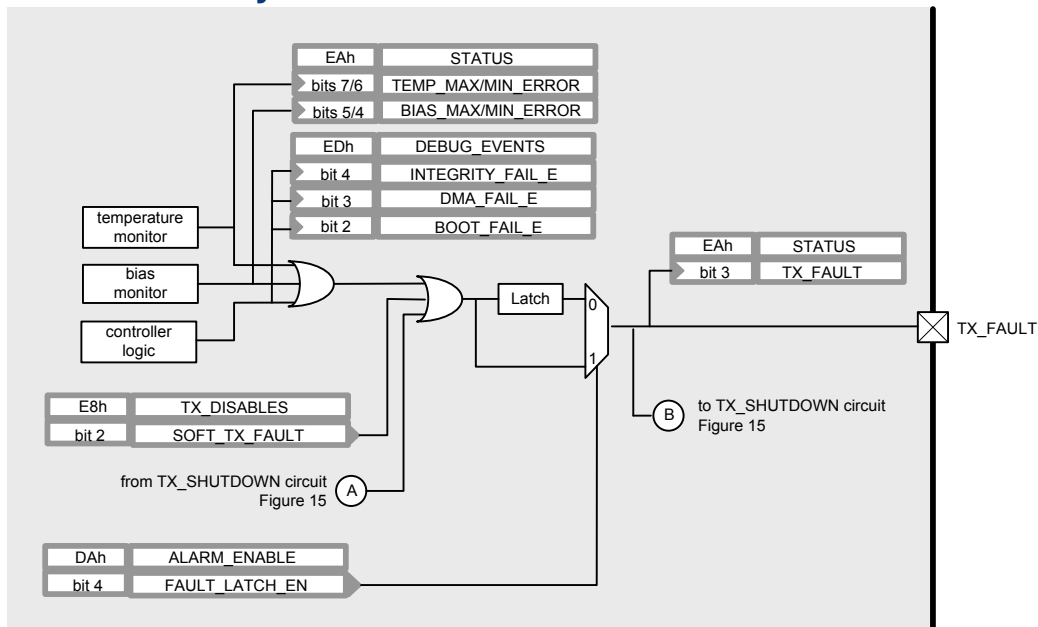 EAh STATUS
bits 7/6 TEMP_MAX/MIN_ERROR
bits 5/4 BIAS_MAX/MIN_ERROR
EDh DEBUG_EVENTS
bit 4 INTEGRITY_FAIL_E
bit 3 DMA_FAIL_E
bit 2 BOOT_FAIL_E
temperature
monitor
bias
monitor
controller
logic
EAh STATUS
bit 3 TX_FAULT
Latch
0
1
TX_FAULT
E8h TX_DISABLES
bit 2 SOFT_TX_FAULT
B
to TX_SHUTDOWN circuit
Figure 15
from TX_SHUTDOWN circuit
Figure 15
A
DAh ALARM_ENABLE
bit 4 FAULT_LATCH_EN